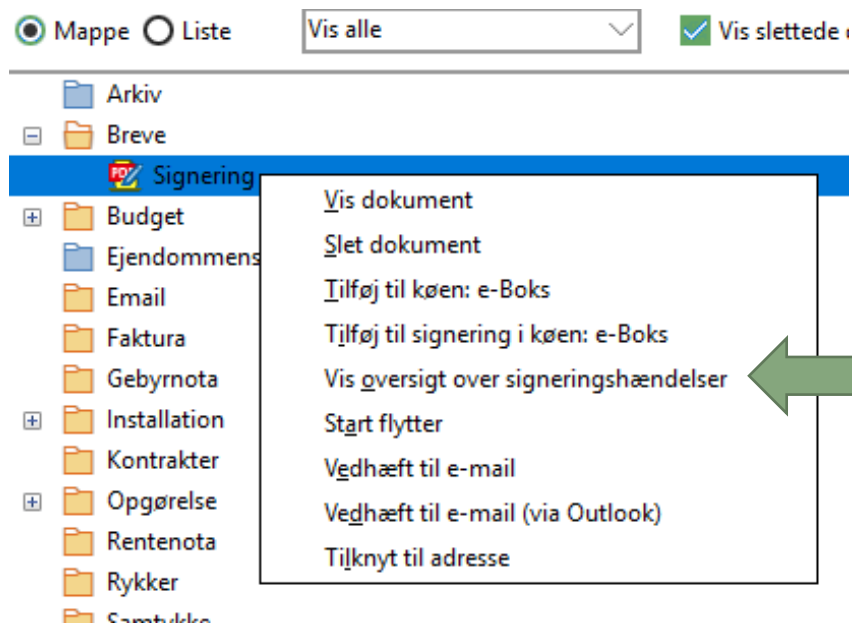 Mappe Liste Vis alle Vis slettede
Arkiv
Breve
PDF Signering
Vis dokument
Budget
Slet dokument
Ejendommens
Tilføj til køen: e-Boks
Email
Tilføj til signering i køen: e-Boks
Faktura
Vis oversigt over signeringshændelser
Gebyrnota
Start flytter
Installation
Vedhæft til e-mail
Kontrakter
Vedhæft til e-mail (via Outlook)
Opgørelse
Rentenota
Tilknyt til adresse
Rykker
Samtykke